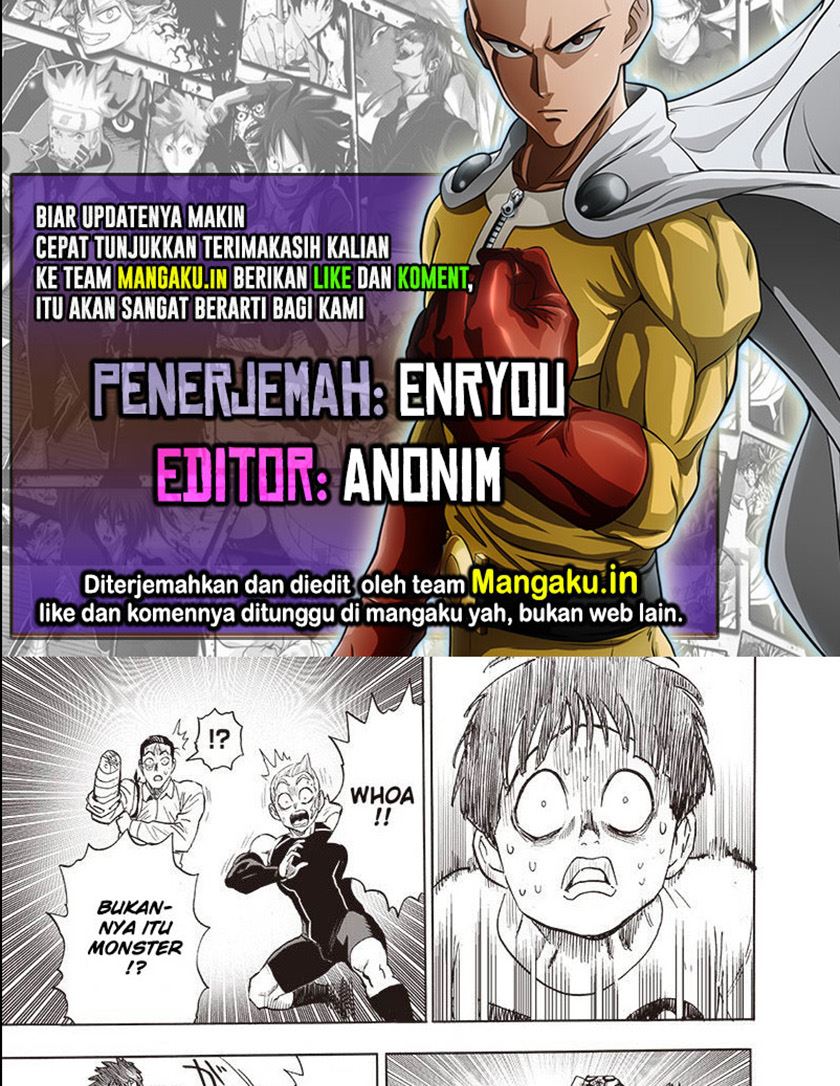 BIAR UPDATENYA MAKIN
CEPAT TUNJUKKAN TERIMAKASIH KALIAN
KE TEAM MANGAKU.IN BERIKAN LIKE DAN KOMENT,
ITU AKAN SANGAT BERARTI BAGI KAMI
PENERJEMAH: ENRYOU
EDITOR: ANONIM
Diterjemahkan dan diedit oleh team Mangaku.in
like dan komennya ditunggu di mangaku yah, bukan web lain.
!?
WHOA
!!
BUKAN-
NYA ITU
MONSTER
!?